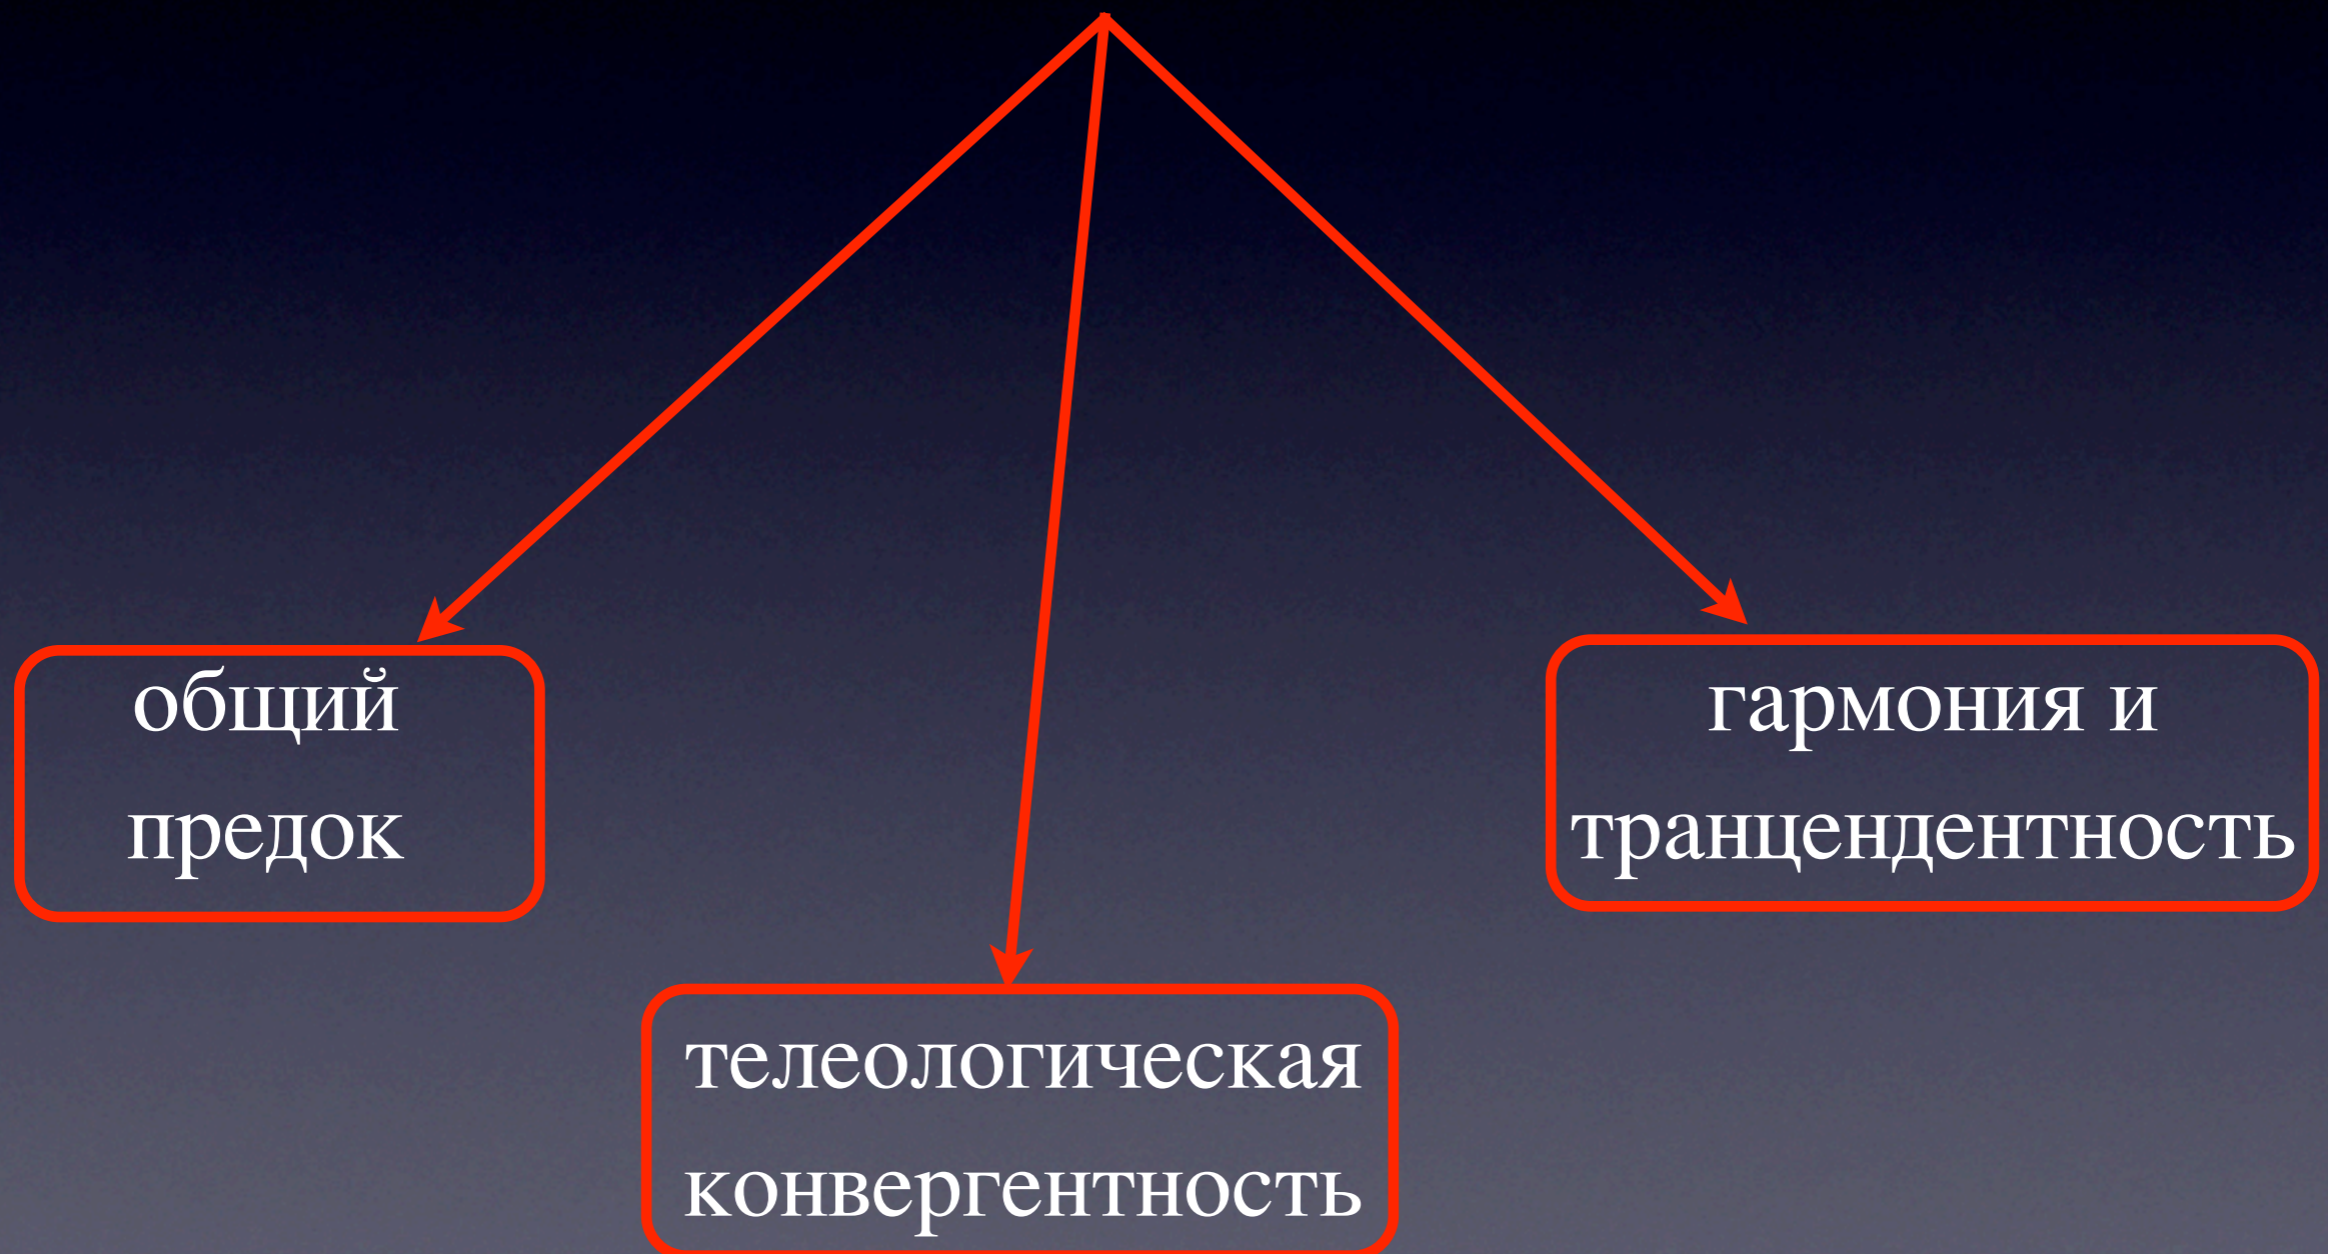 общий
предок
гармония и
транцендентность
телеологическая
конвергентность